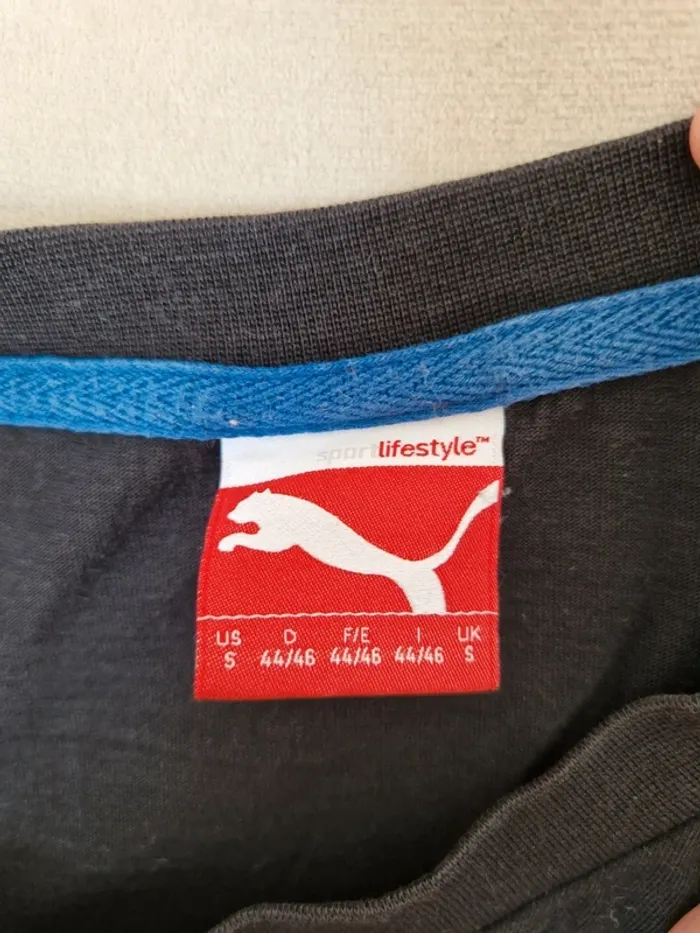 sportlifestyle™
US D F/E I UK
S 44/46 44/46 44/46 S